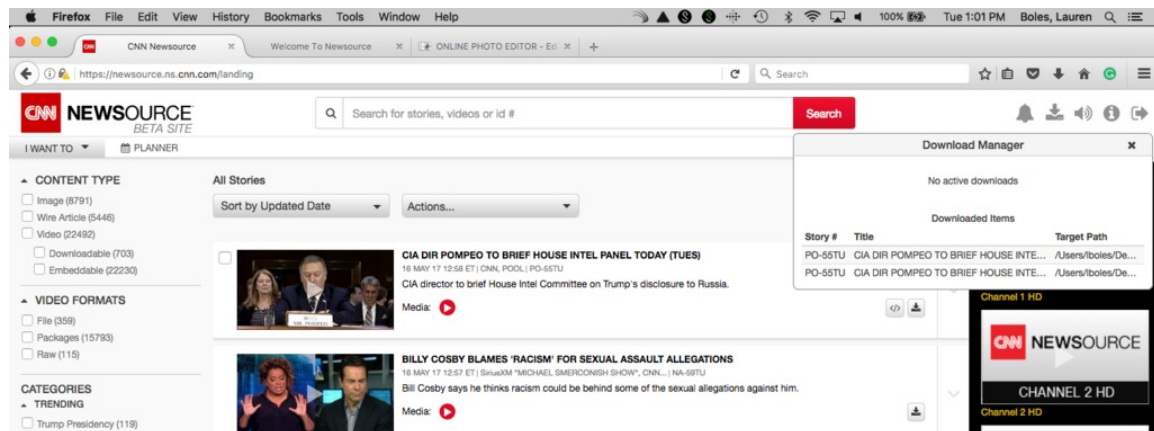 Firefox File Edit View History Bookmarks Tools Window Help 100% Tue 1:01 PM Boles, Lauren
CNN Newsource Welcome To Newsource ONLINE PHOTO EDITOR - Edi
https://newsource.ns.cnn.com/landing Search
CNN NEWSOURCE Search for stories, videos or id # Search
BETA SITE
I WANT TO PLANNER
Download Manager
No active downloads
Downloaded Items
Story # Title Target Path
PO-55TU CIA DIR POMPEO TO BRIEF HOUSE INTE... /Users/lboles/De...
PO-55TU CIA DIR POMPEO TO BRIEF HOUSE INTE... /Users/lboles/De...
CONTENT TYPE
Image (8791)
Wire Article (5446)
Video (22492)
Downloadable (703)
Embeddable (22230)
VIDEO FORMATS
File (359)
Packages (15793)
Raw (115)
CATEGORIES
TRENDING
Trump Presidency (119)
All Stories
Sort by Updated Date Actions...
CIA DIR POMPEO TO BRIEF HOUSE INTEL PANEL TODAY (TUES)
16 MAY 17 12:58 ET | CNN, POOL | PO-55TU
CIA director to brief House Intel Committee on Trump's disclosure to Russia.
Media:
MR. POMPEO
BILLY COSBY BLAMES 'RACISM' FOR SEXUAL ASSAULT ALLEGATIONS
16 MAY 17 12:57 ET | SiriusXM "MICHAEL SMERCONISH SHOW", CNN... | NA-59TU
Bill Cosby says he thinks racism could be behind some of the sexual allegations against him.
Media:
Channel 1 HD
CNN NEWSOURCE
CHANNEL 2 HD
Channel 2 HD